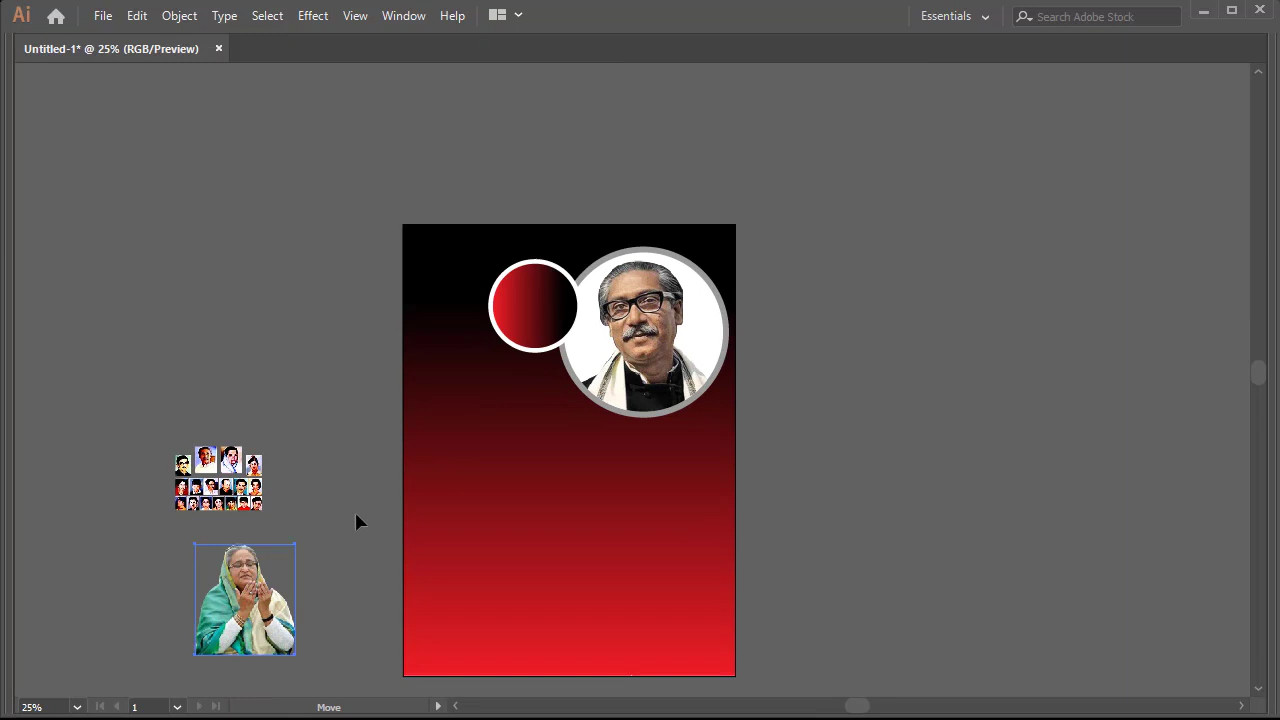 Ai File Edit Object Type Select Effect View Window Help Essentials Search Adobe Stock
Untitled-1* @ 25% (RGB/Preview) ×
25% 1 Move